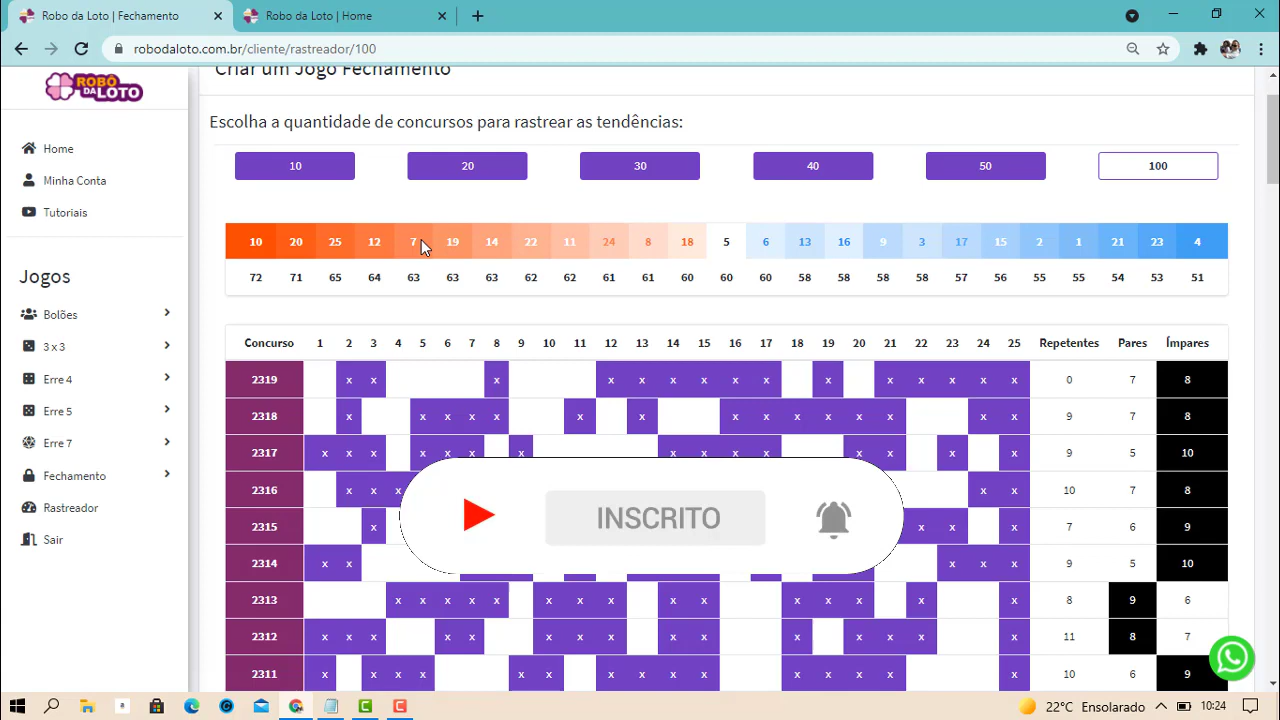 Robo da Loto | Fechamento
Robo da Loto | Home
robodaloto.com.br/cliente/rastreador/100
ROBÔ
DA LOTO
Home
Minha Conta
Tutoriais
Jogos
Bolões
3 x 3
Erre 4
Erre 5
Erre 7
Fechamento
Rastreador
Sair
Criar um Jogo Fechamento
Escolha a quantidade de concursos para rastrear as tendências:
10 20 30 40 50 100
10 20 25 12 7 19 14 22 11 24 8 18 5 6 13 16 9 3 17 15 2 1 21 23 4
72 71 65 64 63 63 63 62 62 61 61 60 60 60 58 58 58 58 57 56 55 55 54 53 51
Concurso 1 2 3 4 5 6 7 8 9 10 11 12 13 14 15 16 17 18 19 20 21 22 23 24 25 Repetentes Pares Ímpares
2319 x x x x x x x x x x x x x x x 0 7 8
2318 x x x x x x x x x x x x x x x 9 7 8
2317 x x x x x x x x x x x x x x x 9 5 10
2316 x x x x x 10 7 8
2315 x x x 7 6 9
2314 x x x x x 9 5 10
2313 x x x x x x x x x x x x x x x 8 9 6
2312 x x x x x x x x x x x x x x x 11 8 7
2311 x x x x x x x x x x x x x x x 10 6 9
INSCRITO
22°C Ensolarado
10:24